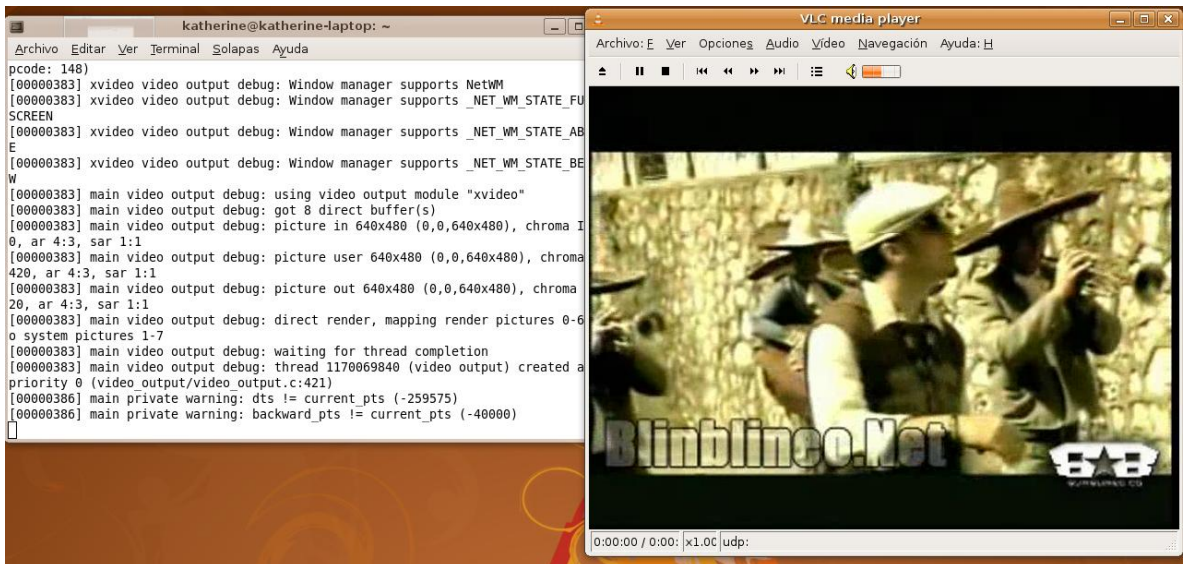 katherine@katherine-laptop: ~
Archivo Editar Ver Terminal Solapas Ayuda
pcode: 148)
[00000383] xvideo video output debug: Window manager supports NetWM
[00000383] xvideo video output debug: Window manager supports _NET_WM_STATE_FU
SCREEN
[00000383] xvideo video output debug: Window manager supports _NET_WM_STATE_AB
E
[00000383] xvideo video output debug: Window manager supports _NET_WM_STATE_BE
W
[00000383] main video output debug: using video output module "xvideo"
[00000383] main video output debug: got 8 direct buffer(s)
[00000383] main video output debug: picture in 640x480 (0,0,640x480), chroma I
0, ar 4:3, sar 1:1
[00000383] main video output debug: picture user 640x480 (0,0,640x480), chroma
420, ar 4:3, sar 1:1
[00000383] main video output debug: picture out 640x480 (0,0,640x480), chroma
20, ar 4:3, sar 1:1
[00000383] main video output debug: direct render, mapping render pictures 0-6
o system pictures 1-7
[00000383] main video output debug: waiting for thread completion
[00000383] main video output debug: thread 1170069840 (video output) created a
priority 0 (video_output/video_output.c:421)
[00000386] main private warning: dts != current_pts (-259575)
[00000386] main private warning: backward_pts != current_pts (-40000)
VLC media player
Archivo: F Ver Opciones Audio Vídeo Navegación Ayuda: H
Blinblineo.Net
0:00:00 / 0:00: x1.00 udp: